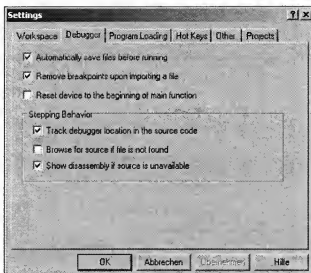 Settings
Workspace Debugger Program Loading Hot Keys Other Projects
Automatically save files before running
Remove breakpoints upon importing a file
Reset device to the beginning of main function
Stepping Behavior
Track debugger location in the source code
Browse for source if file is not found
Show disassembly if source is unavailable
OK Abbrechen Übernehmen Hilfe